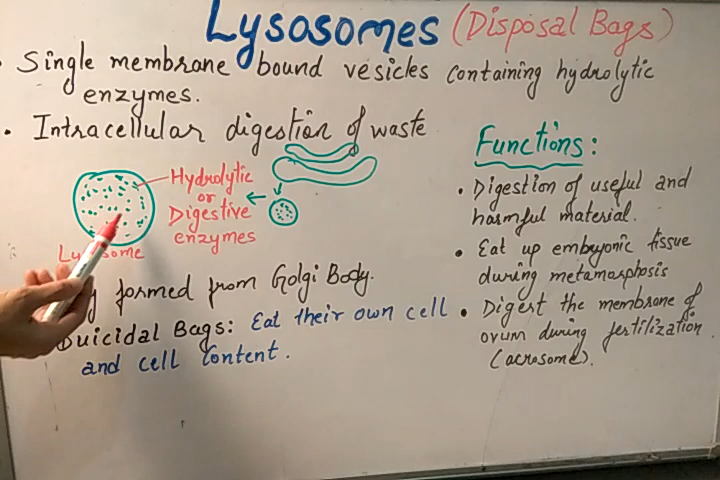 Lysosomes (Disposal Bags)
• Single membrane bound vesicles containing hydrolytic
enzymes.
• Intracellular digestion of waste
Hydrolytic
or
Digestive
enzymes
Lysosome
formed from Golgi Body.
Suicidal Bags: Eat their own cell
and cell content.
Functions:
• Digestion of useful and
harmful material.
• Eat up embryonic tissue
during metamorphosis
• Digest the membrane of
ovum during fertilization.
(acrosome).